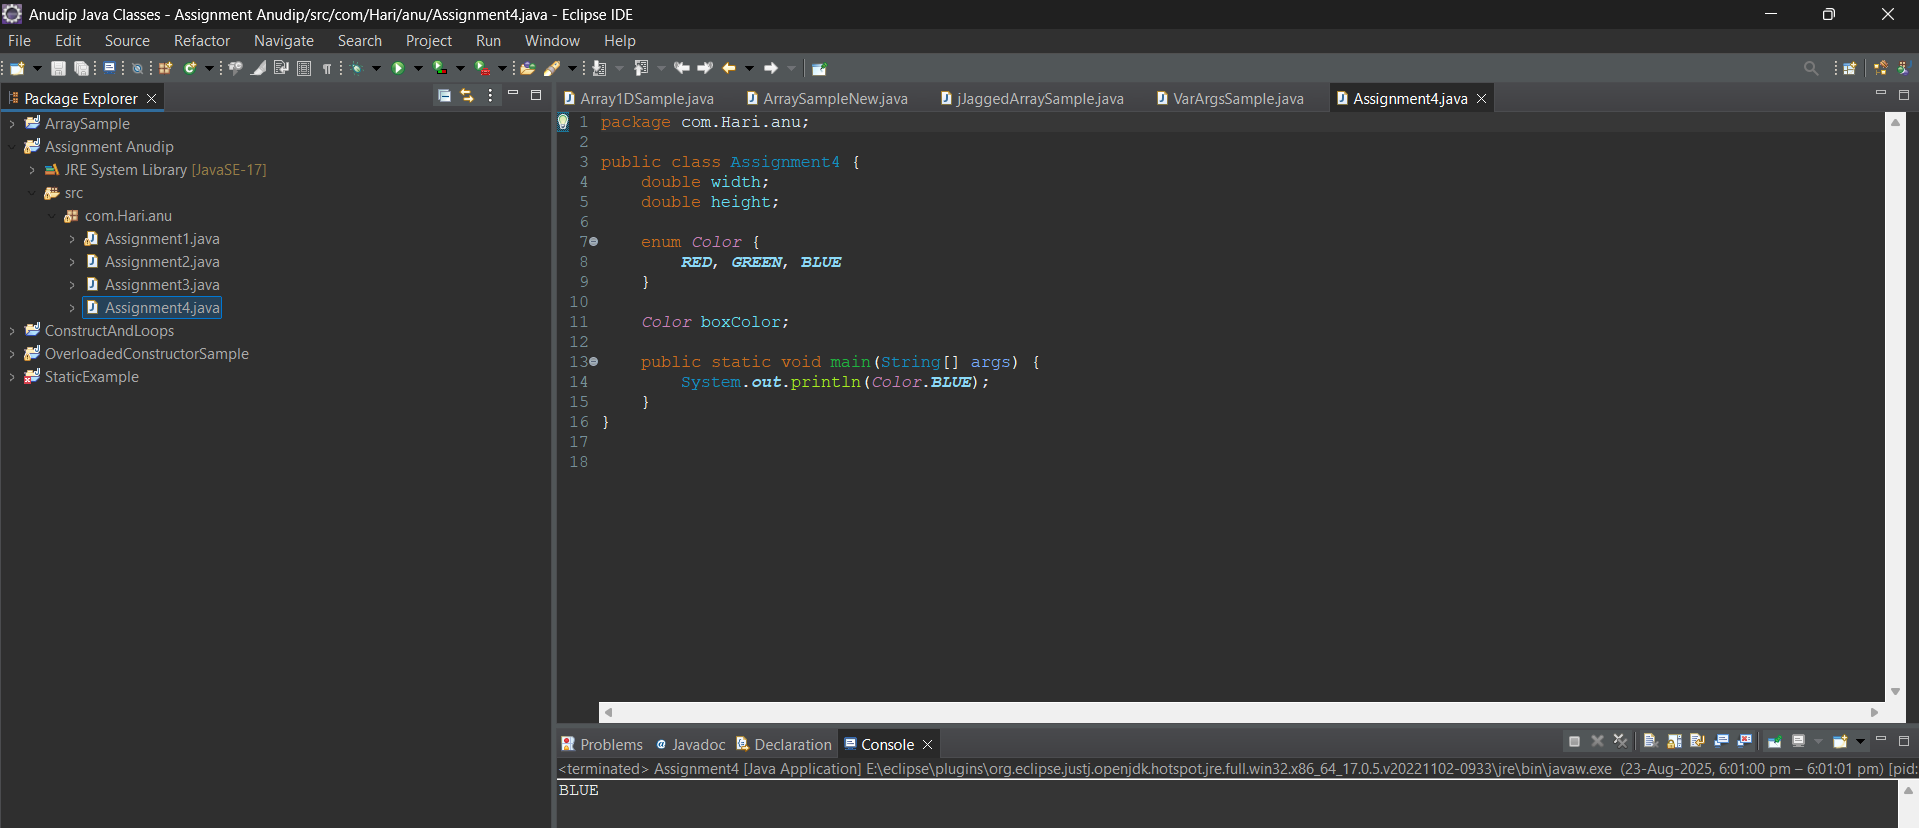 Anudip Java Classes - Assignment Anudip/src/com/Hari/anu/Assignment4.java - Eclipse IDE
File Edit Source Refactor Navigate Search Project Run Window Help
Package Explorer
ArraySample
Assignment Anudip
JRE System Library [JavaSE-17]
src
com.Hari.anu
Assignment1.java
Assignment2.java
Assignment3.java
Assignment4.java
ConstructAndLoops
OverloadedConstructorSample
StaticExample
Array1DSample.java ArraySampleNew.java jJaggedArraySample.java VarArgsSample.java Assignment4.java
1 package com.Hari.anu;
2
3 public class Assignment4 {
4     double width;
5     double height;
6
7     enum Color {
8         RED, GREEN, BLUE
9     }
10
11     Color boxColor;
12
13     public static void main(String[] args) {
14         System.out.println(Color.BLUE);
15     }
16 }
17
18
Problems Javadoc Declaration Console
<terminated> Assignment4 [Java Application] E:\eclipse\plugins\org.eclipse.justj.openjdk.hotspot.jre.full.win32.x86_64_17.0.5.v20221102-0933\jre\bin\javaw.exe (23-Aug-2025, 6:01:00 pm – 6:01:01 pm) [pid:
BLUE